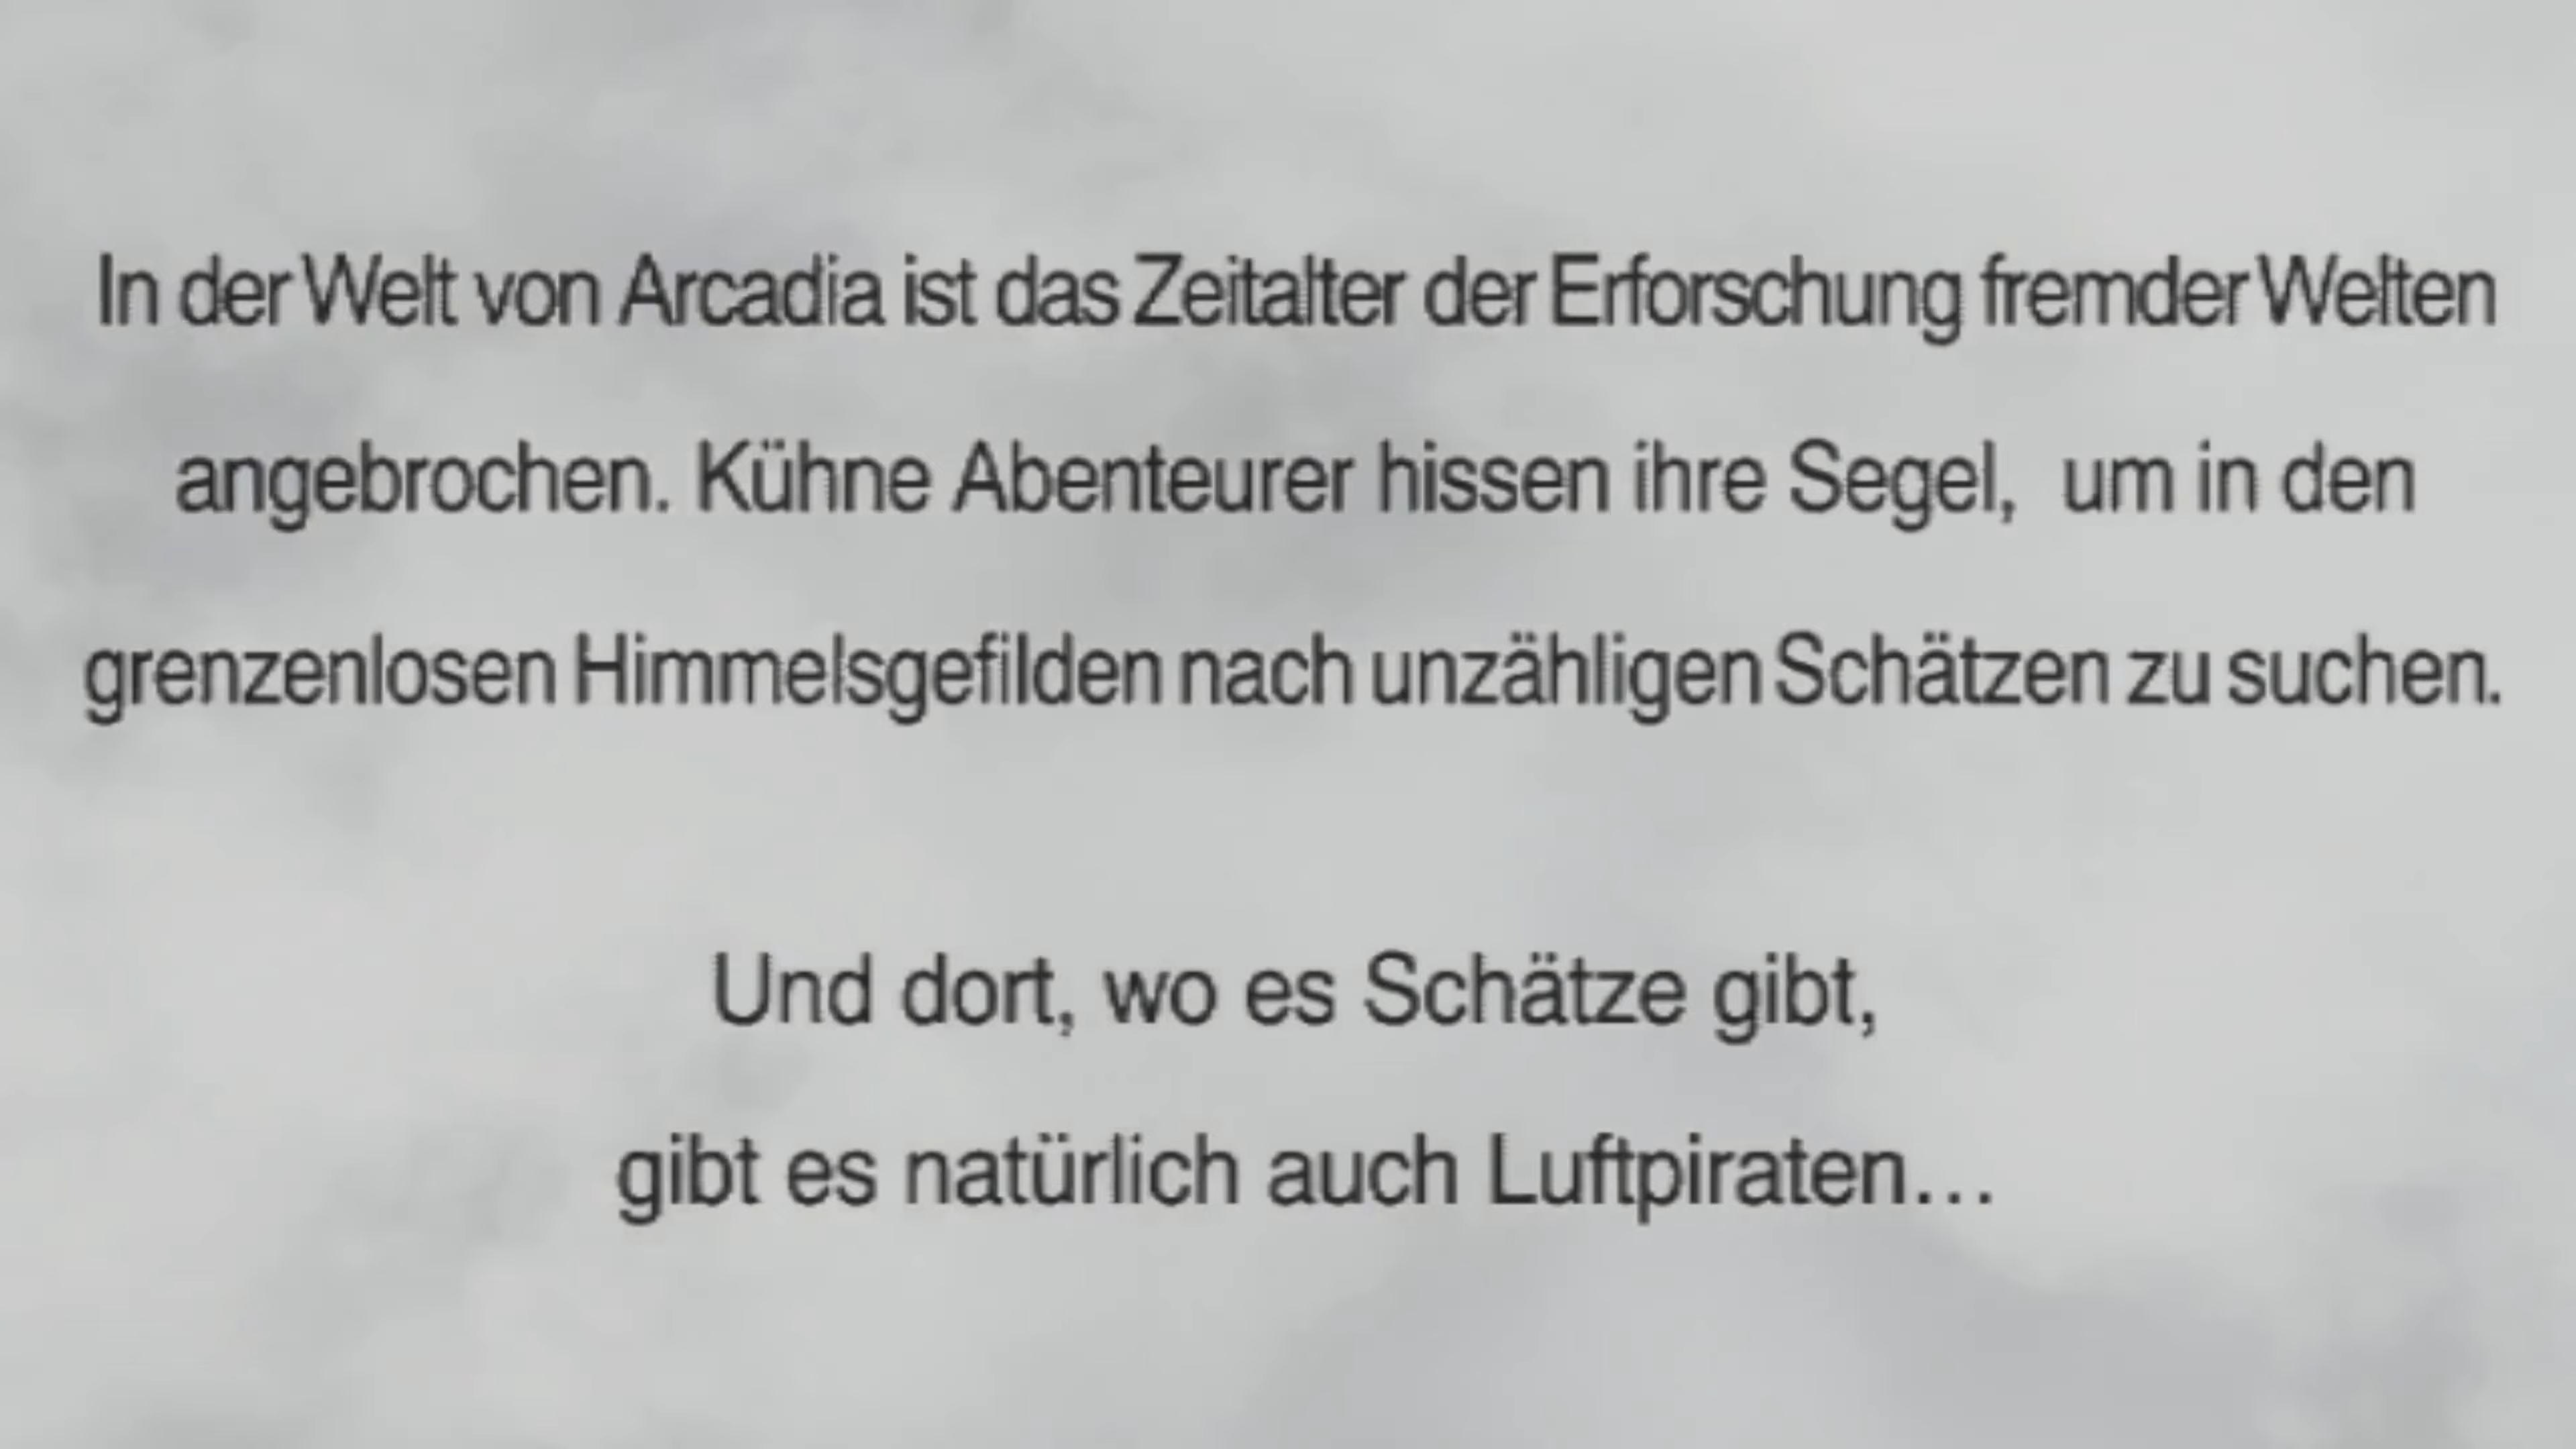 In der Welt von Arcadia ist das Zeitalter der Erforschung fremder Welten
angebrochen. Kühne Abenteurer hissen ihre Segel, um in den
grenzenlosen Himmelsgefilden nach unzähligen Schätzen zu suchen.
Und dort, wo es Schätze gibt,
gibt es natürlich auch Luftpiraten...